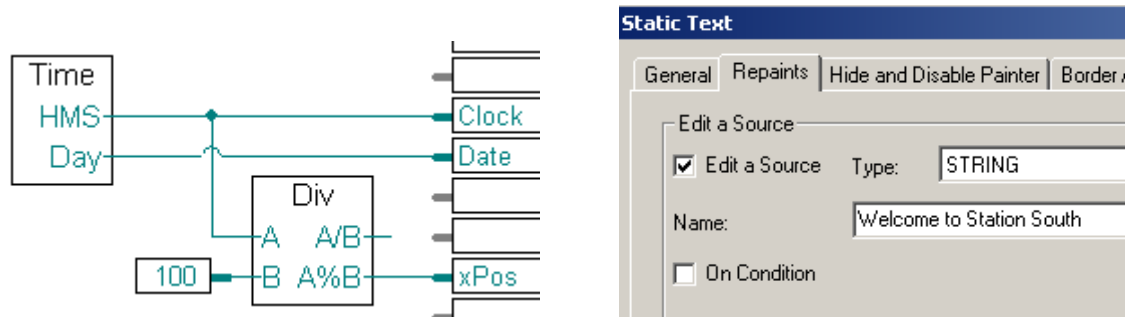 Time
HMS
Day
Clock
Date
Div
A A/B
100
B A%B
xPos
Static Text
General Repaints Hide and Disable Painter Border
Edit a Source
Edit a Source Type: STRING
Name: Welcome to Station South
On Condition